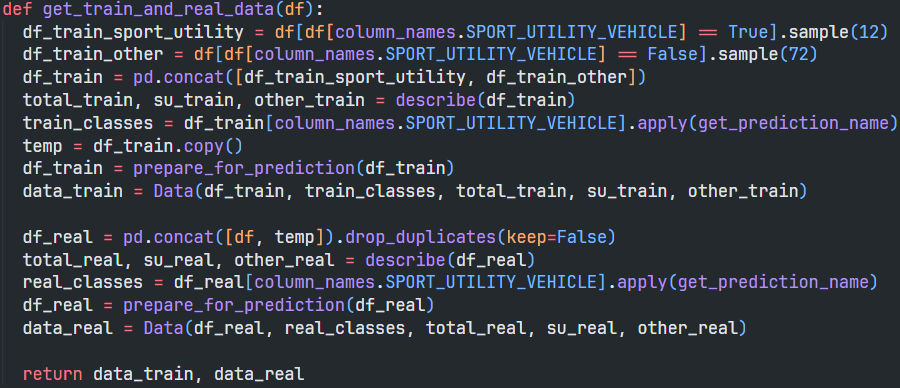 def get_train_and_real_data(df):
  df_train_sport_utility = df[df[column_names.SPORT_UTILITY_VEHICLE] == True].sample(12)
  df_train_other = df[df[column_names.SPORT_UTILITY_VEHICLE] == False].sample(72)
  df_train = pd.concat([df_train_sport_utility, df_train_other])
  total_train, su_train, other_train = describe(df_train)
  train_classes = df_train[column_names.SPORT_UTILITY_VEHICLE].apply(get_prediction_name)
  temp = df_train.copy()
  df_train = prepare_for_prediction(df_train)
  data_train = Data(df_train, train_classes, total_train, su_train, other_train)

  df_real = pd.concat([df, temp]).drop_duplicates(keep=False)
  total_real, su_real, other_real = describe(df_real)
  real_classes = df_real[column_names.SPORT_UTILITY_VEHICLE].apply(get_prediction_name)
  df_real = prepare_for_prediction(df_real)
  data_real = Data(df_real, real_classes, total_real, su_real, other_real)

  return data_train, data_real